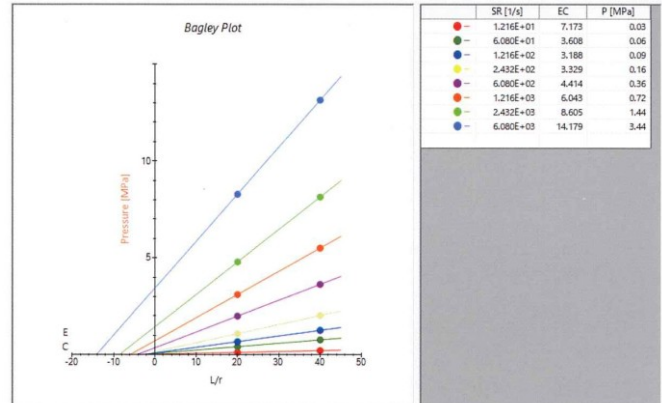 Bagley Plot
Pressure [MPa]
10
5
E
C
-20 -10 0 10 20 30 40 50
L/r
SR [1/s] EC P [MPa]
1.216E+01 7.173 0.03
6.080E+01 3.608 0.06
1.216E+02 3.188 0.09
2.432E+02 3.329 0.16
6.080E+02 4.414 0.36
1.216E+03 6.043 0.72
2.432E+03 8.605 1.44
6.080E+03 14.179 3.44